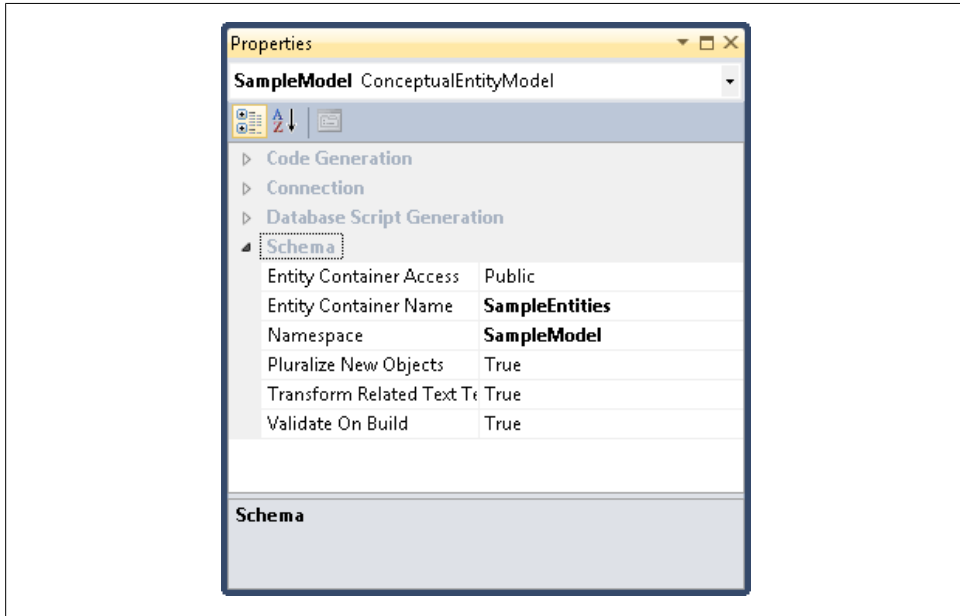 Properties
SampleModel ConceptualEntityModel
Code Generation
Connection
Database Script Generation
Schema
Entity Container Access Public
Entity Container Name SampleEntities
Namespace SampleModel
Pluralize New Objects True
Transform Related Text Te True
Validate On Build True
Schema